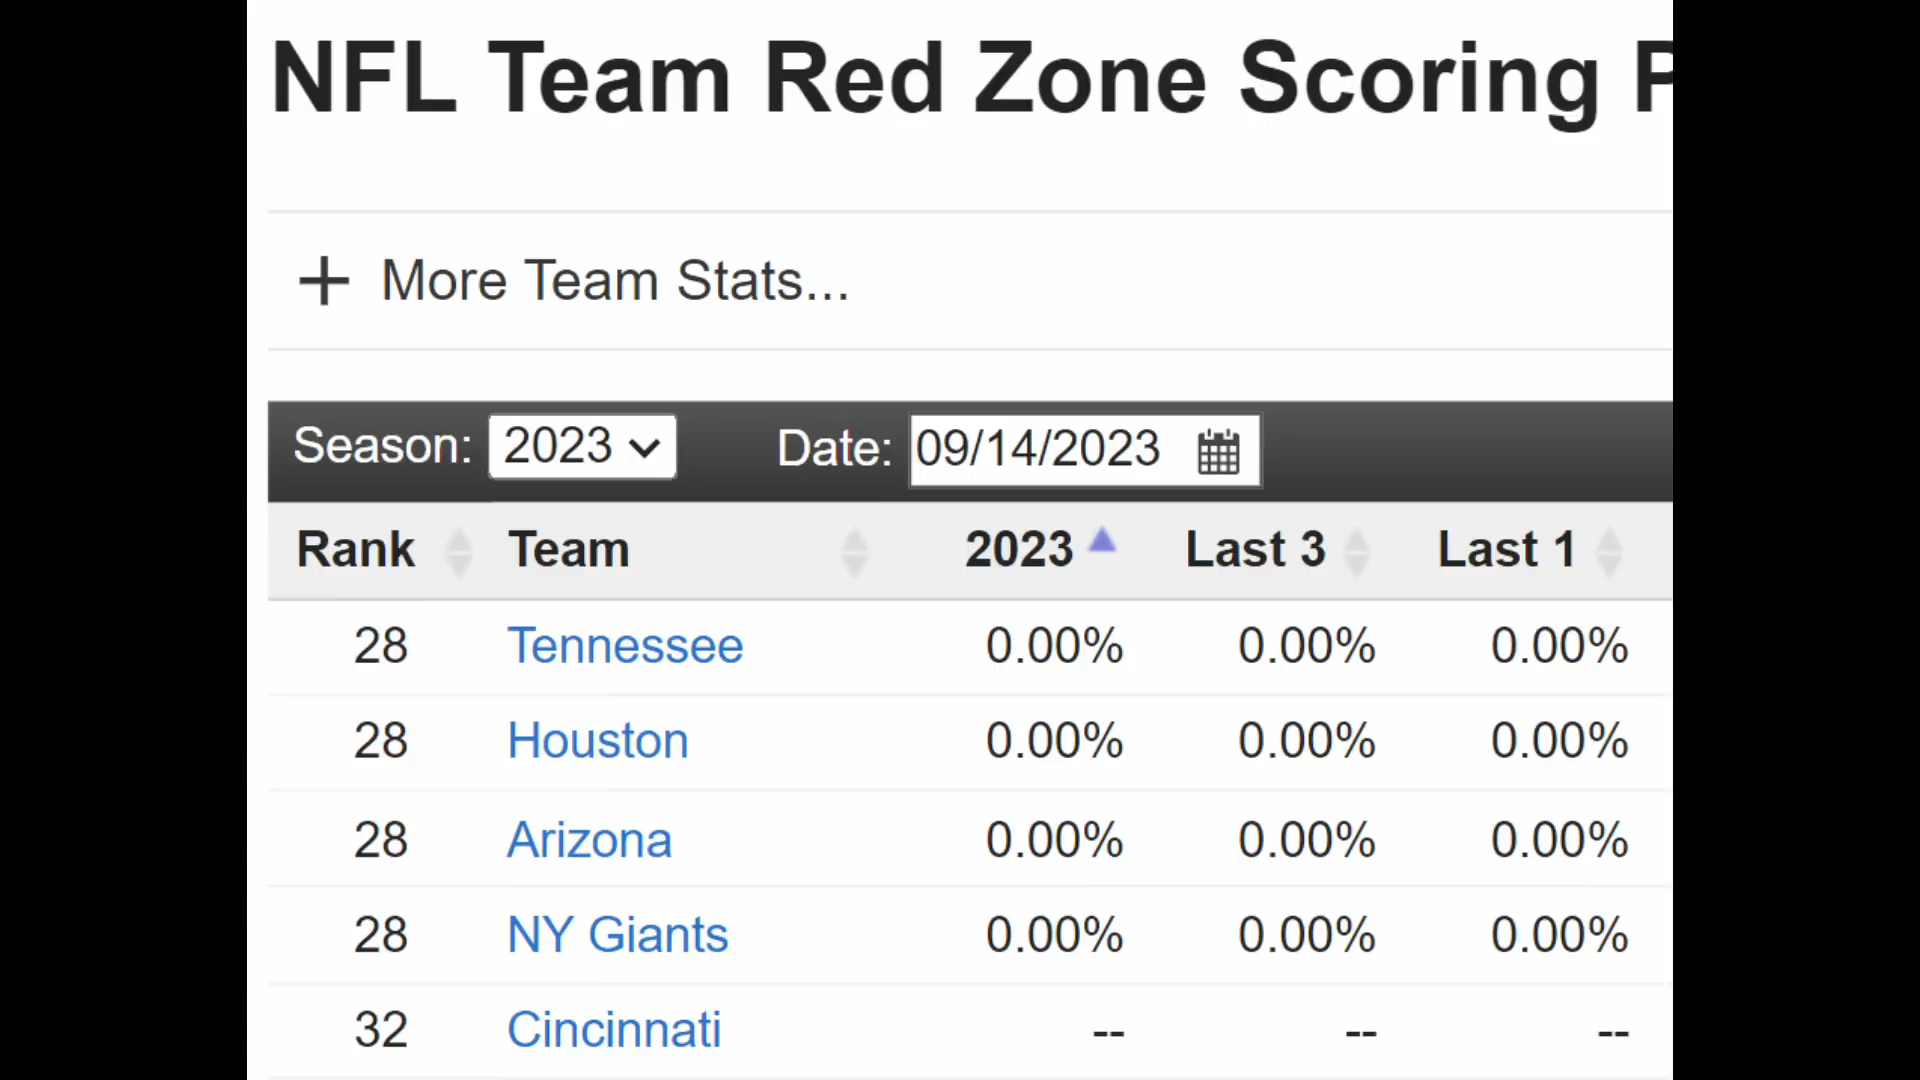 NFL Team Red Zone Scoring P
+ More Team Stats...
Season: 2023 Date: 09/14/2023
Rank Team 2023 Last 3 Last 1
28 Tennessee 0.00% 0.00% 0.00%
28 Houston 0.00% 0.00% 0.00%
28 Arizona 0.00% 0.00% 0.00%
28 NY Giants 0.00% 0.00% 0.00%
32 Cincinnati -- -- --